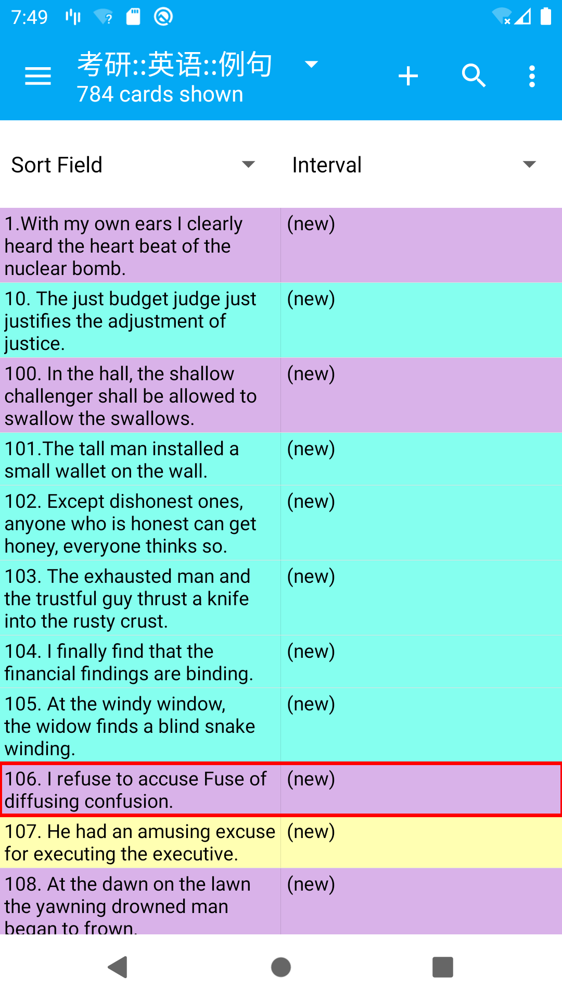 7:49
考研::英语::例句
784 cards shown
Sort Field
Interval
1.With my own ears I clearly
heard the heart beat of the
nuclear bomb.
(new)
10. The just budget judge just
justifies the adjustment of
justice.
(new)
100. In the hall, the shallow
challenger shall be allowed to
swallow the swallows.
(new)
101.The tall man installed a
small wallet on the wall.
(new)
102. Except dishonest ones,
anyone who is honest can get
honey, everyone thinks so.
(new)
103. The exhausted man and
the trustful guy thrust a knife
into the rusty crust.
(new)
104. I finally find that the
financial findings are binding.
(new)
105. At the windy window,
the widow finds a blind snake
winding.
(new)
106. I refuse to accuse Fuse of
diffusing confusion.
(new)
107. He had an amusing excuse
for executing the executive.
(new)
108. At the dawn on the lawn
the yawning drowned man
began to frown.
(new)